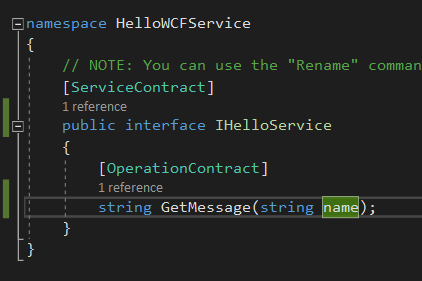 namespace HelloWCFService
{
// NOTE: You can use the "Rename" comman
[ServiceContract]
1 reference
public interface IHelloService
{
[OperationContract]
1 reference
string GetMessage(string name);
}
}